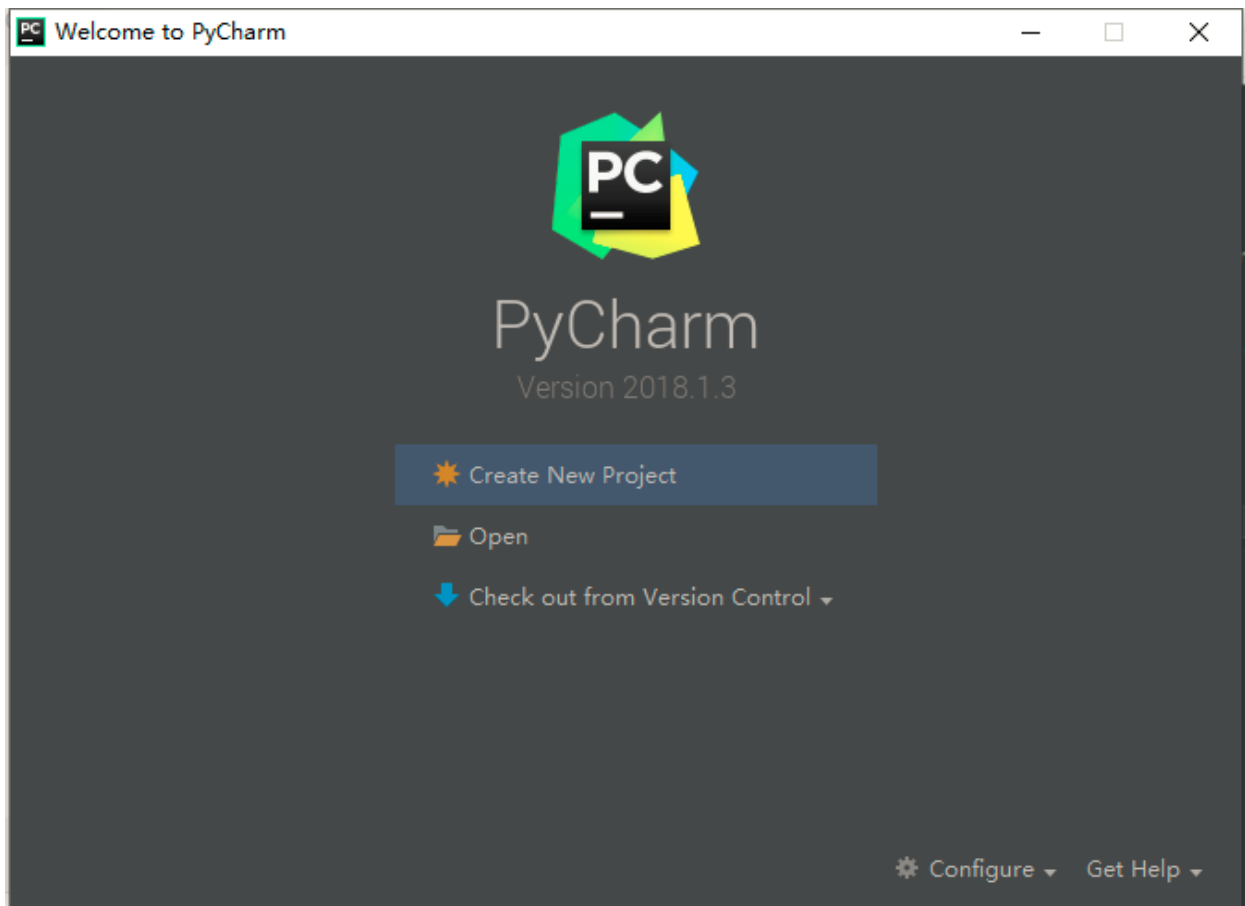 PC Welcome to PyCharm
PC
PyCharm
Version 2018.1.3
Create New Project
Open
Check out from Version Control
Configure Get Help